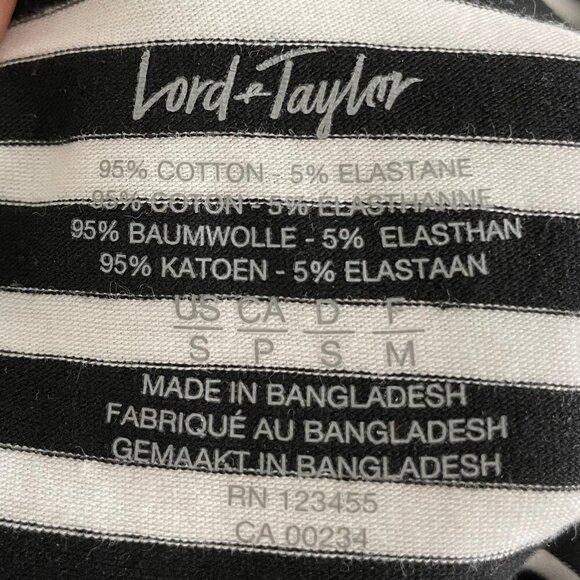 Lord & Taylor
95% COTTON - 5% ELASTANE
95% COTON - 5% ÉLASTHANNE
95% BAUMWOLLE - 5% ELASTHAN
95% KATOEN - 5% ELASTAAN
US CA D F
S P S M
MADE IN BANGLADESH
FABRIQUÉ AU BANGLADESH
GEMAAKT IN BANGLADESH
RN 123455
CA 00234